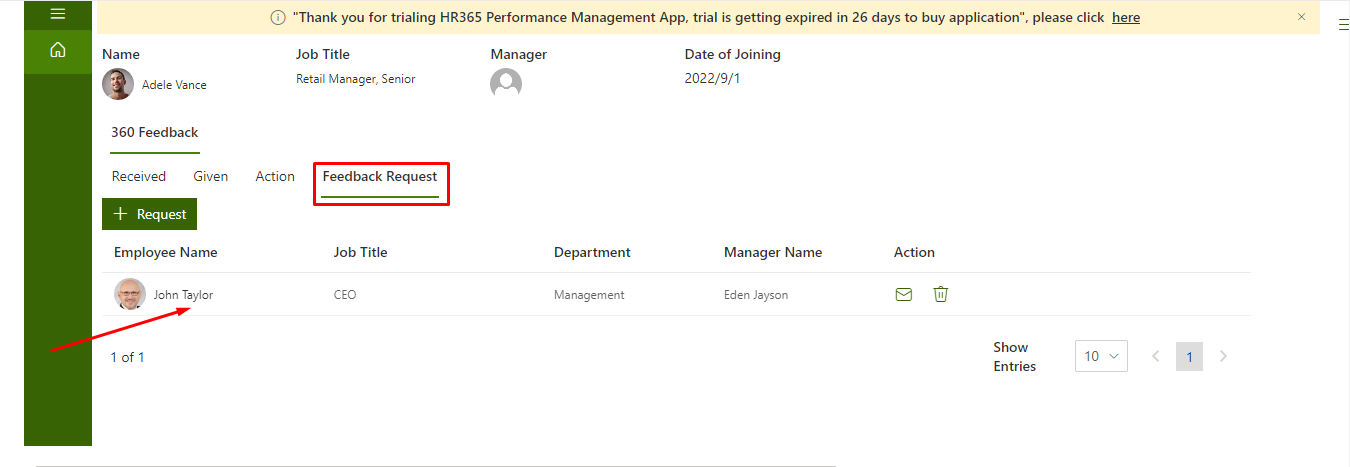 "Thank you for trialing HR365 Performance Management App, trial is getting expired in 26 days to buy application", please click here
Name Job Title Manager Date of Joining
Adele Vance Retail Manager, Senior 2022/9/1
360 Feedback
Received Given Action Feedback Request
+ Request
Employee Name Job Title Department Manager Name Action
John Taylor CEO Management Eden Jayson
1 of 1
Show Entries 10 1